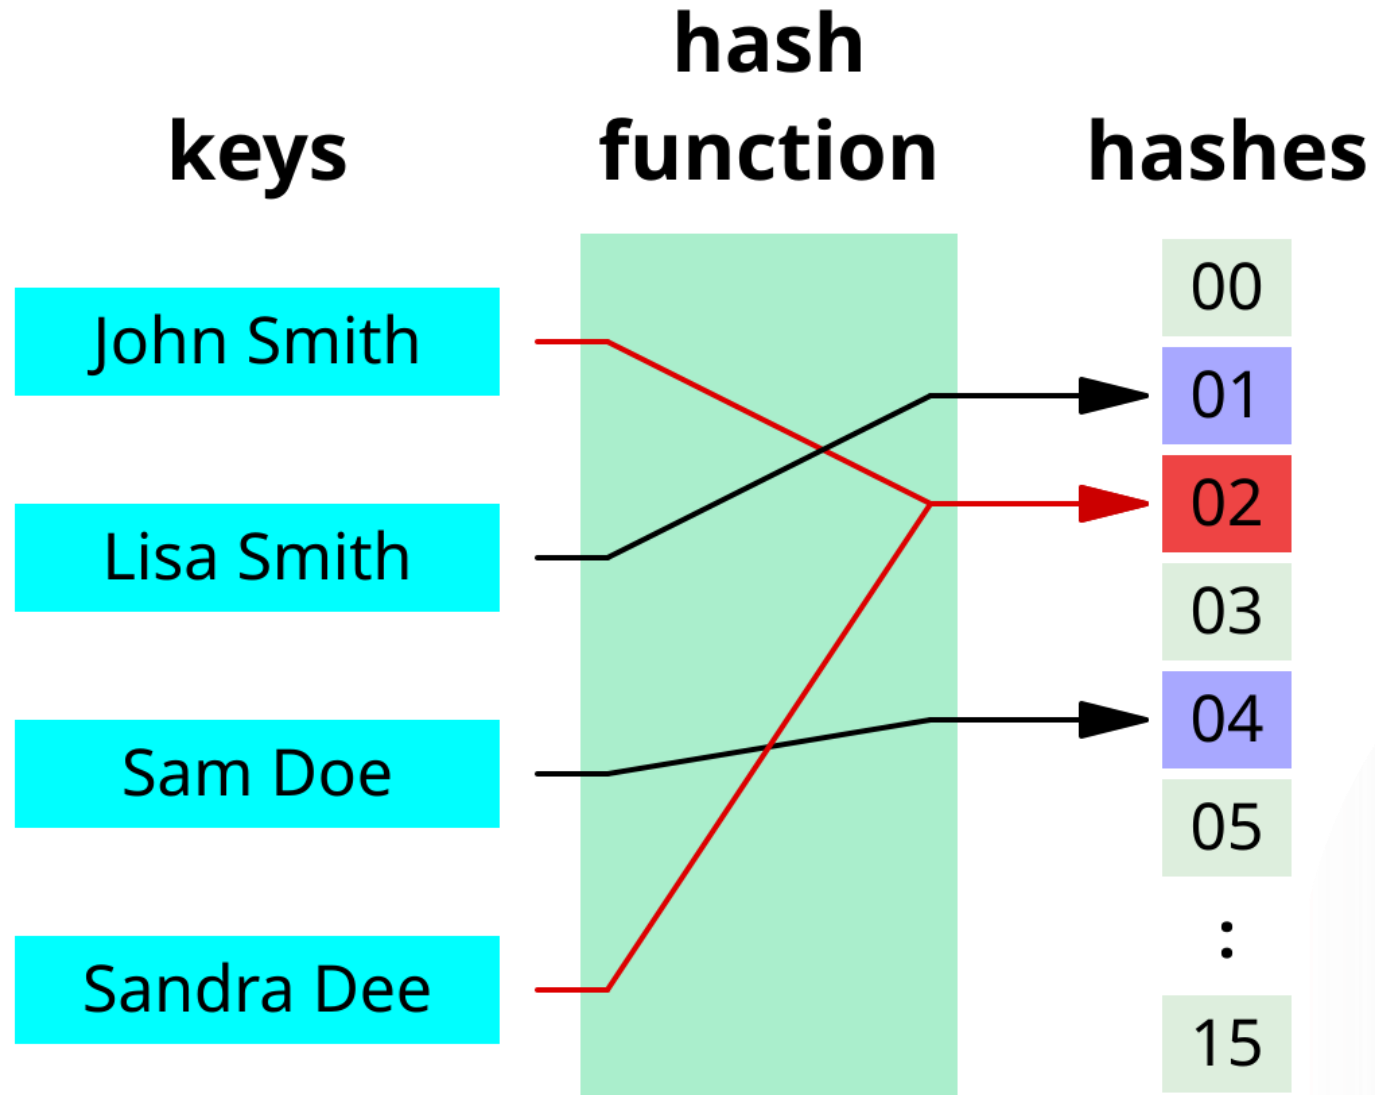 hash
function
keys
hashes
John Smith
Lisa Smith
Sam Doe
Sandra Dee
00
01
02
03
04
05
:
15